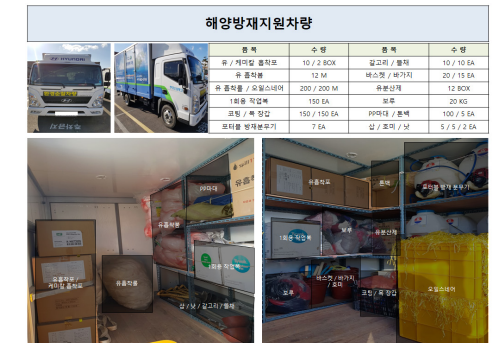 해양방재지원차량
품 목 수 량 품 목 수 량
유 / 케미칼 흡착포 10 / 2 BOX 갈고리 / 뜰채 10 / 10 EA
유 흡착붐 12 M 바스켓 / 바가지 20 / 15 EA
유 흡착롤 / 오일스네어 200 / 200 M 유분산제 12 BOX
1회용 작업복 150 EA 보루 20 KG
코팅 / 목 장갑 150 / 150 EA PP마대 / 톤백 100 / 5 EA
포터블 방재분무기 7 EA 삽 / 호미 / 낫 5 / 5 / 2 EA
HYUNDAI
PP마대
유흡착붐
1회용 작업복
유흡착포 /
케미칼 흡착포
유흡착롤
삽 / 낫 / 갈고리 / 뜰채
유흡착포
톤백
포터블 방재 분무기
1회용 작업복
보루
유분산제
보루
바스켓 / 바가지
/ 호미
코팅 / 목 장갑
오일스네어